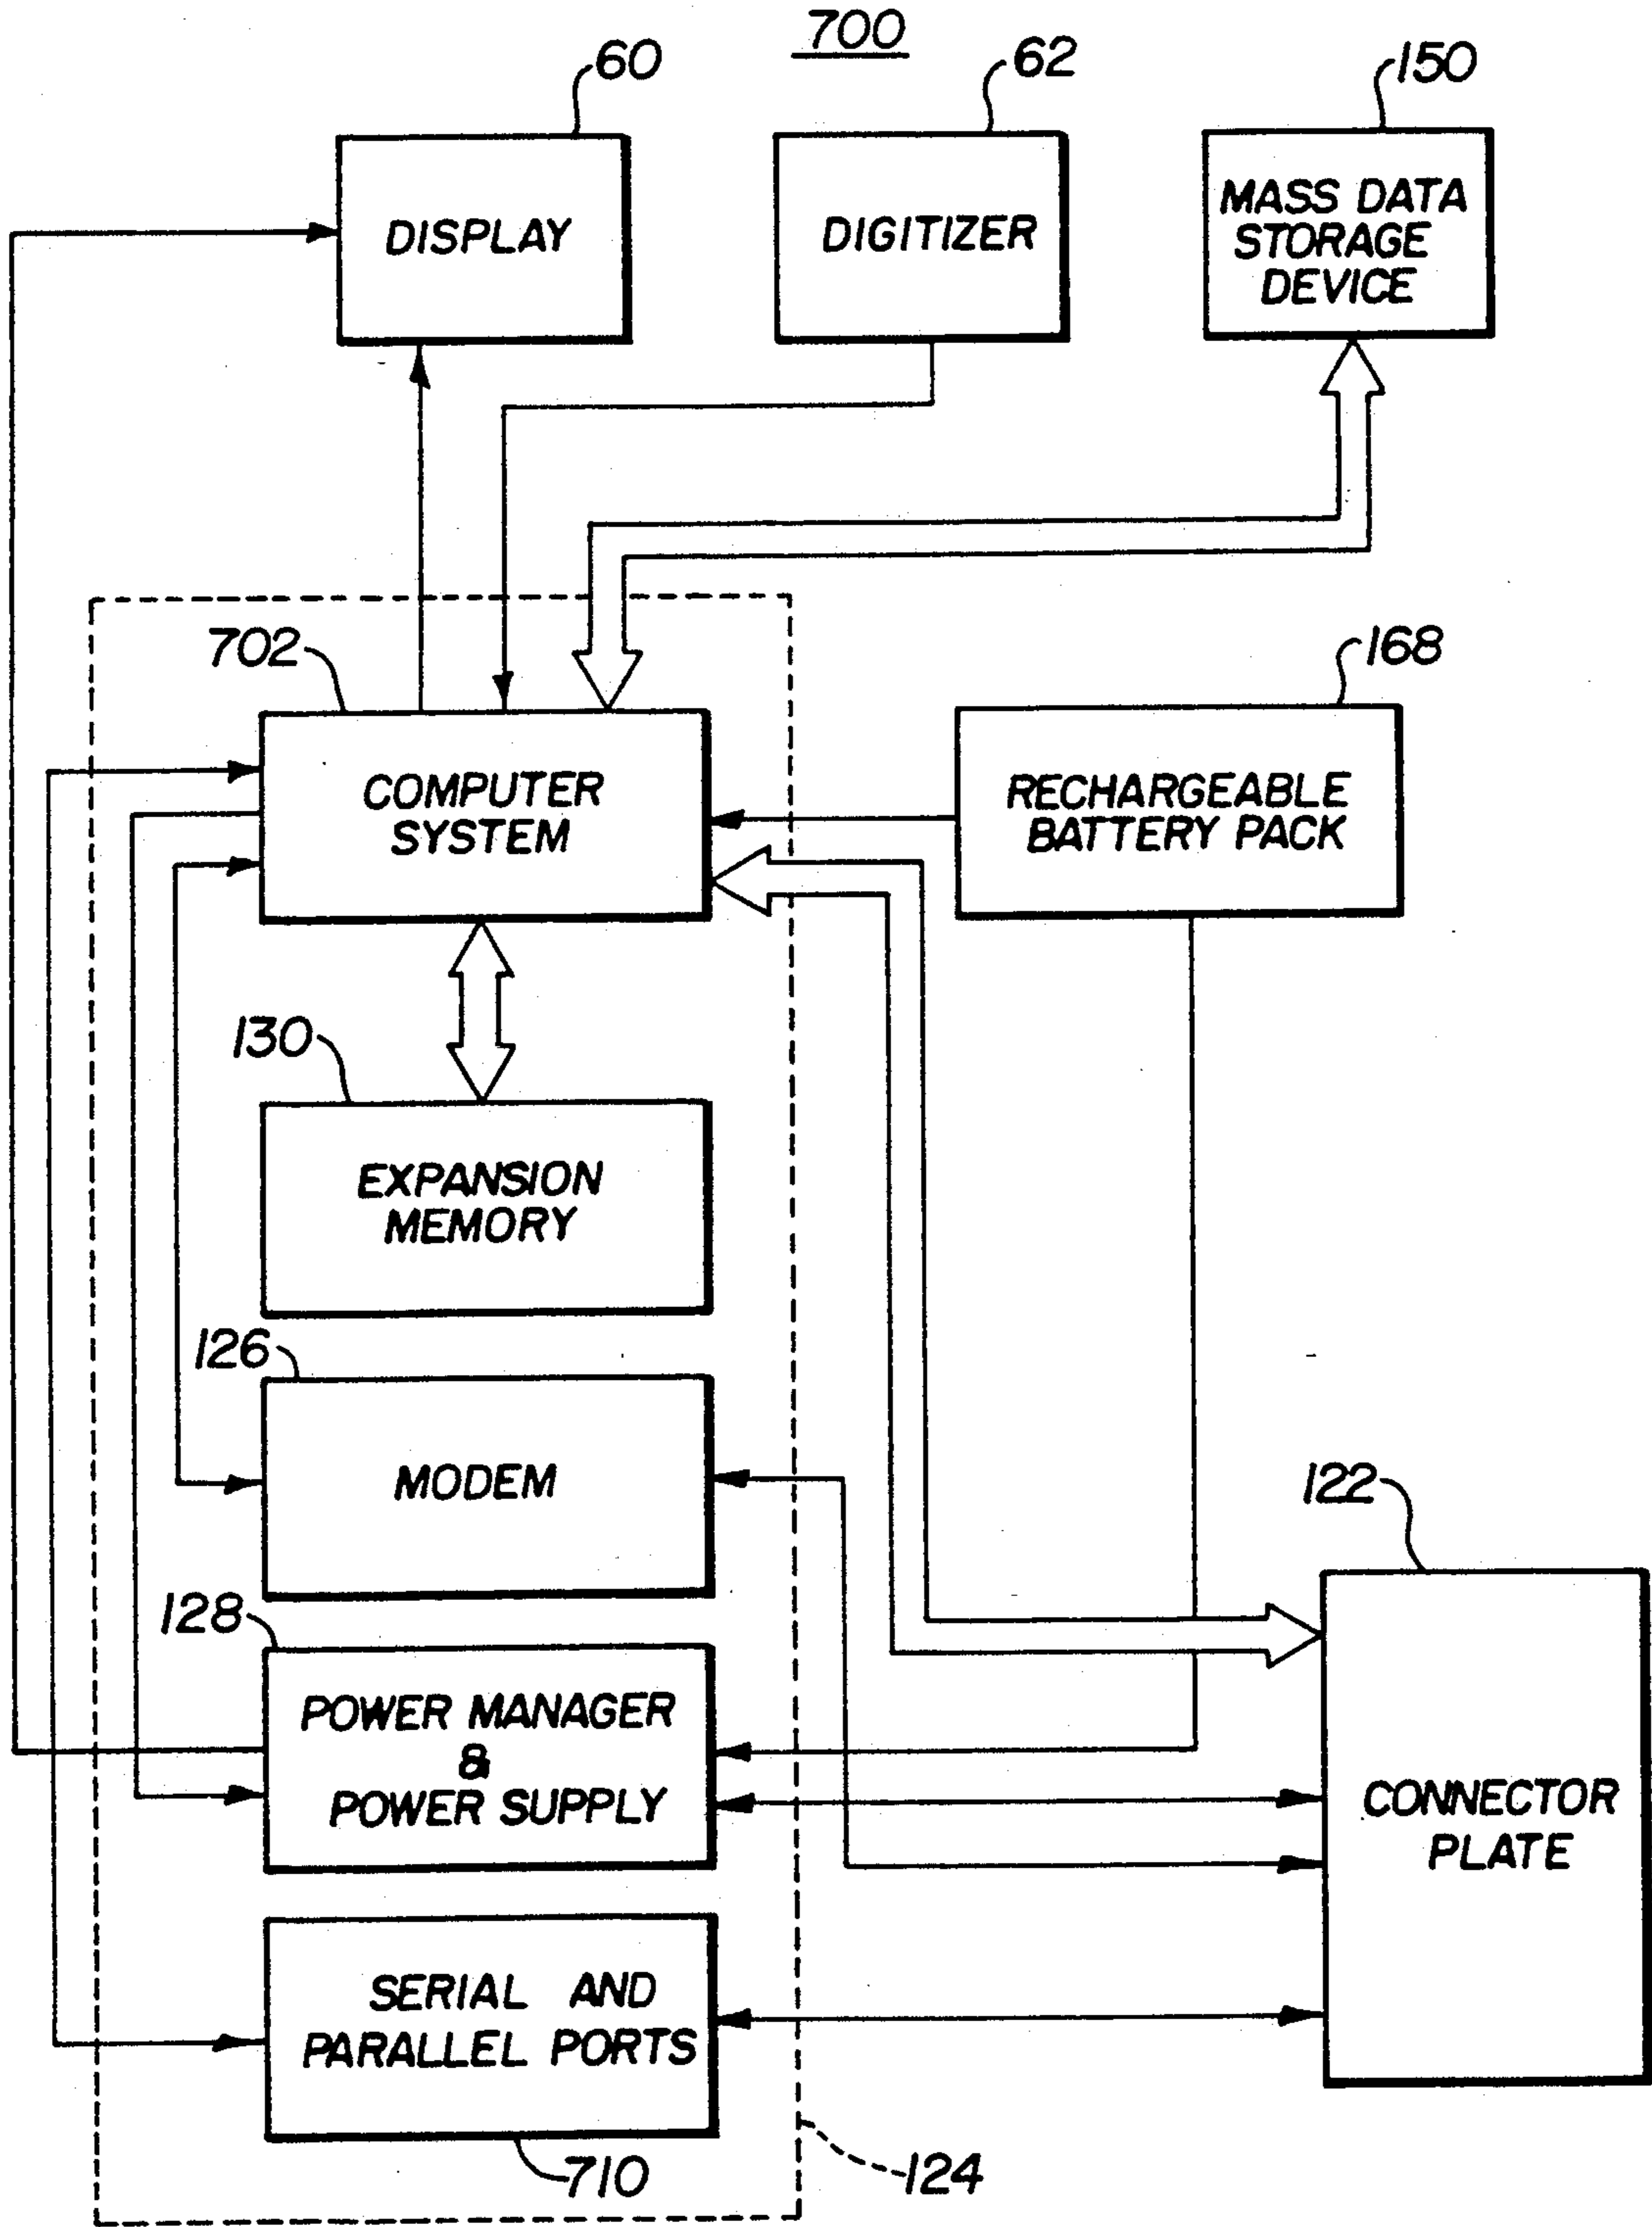 700
60
62
150
DISPLAY
DIGITIZER
MASS DATA
STORAGE
DEVICE
702
168
COMPUTER
SYSTEM
RECHARGEABLE
BATTERY PACK
130
EXPANSION
MEMORY
126
MODEM
122
128
POWER MANAGER
&
POWER SUPPLY
CONNECTOR
PLATE
SERIAL AND
PARALLEL PORTS
710
124